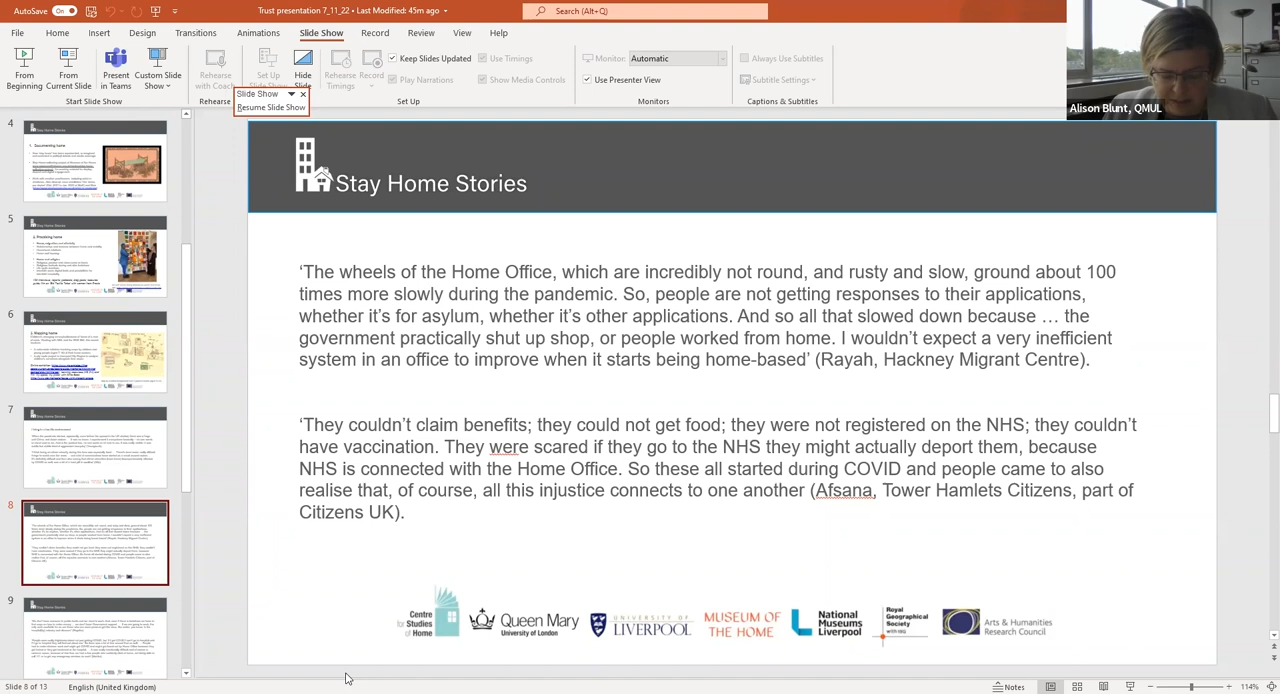 AutoSave
On
Trust presentation 7_11_22 • Last Modified: 45m ago
Search (Alt+Q)
File
Home
Insert
Design
Transitions
Animations
Slide Show
Record
Review
View
Help
From
Beginning
From
Current Slide
Present
in Teams
Custom Slide
Show
Start Slide Show
Rehearse
with Coach
Rehearse
Set Up
Slide Show
Hide
Slide
Rehearse
Timings
Record
Keep Slides Updated
Play Narrations
Use Timings
Show Media Controls
Set Up
Monitor:
Automatic
Use Presenter View
Monitors
Always Use Subtitles
Subtitle Settings
Captions & Subtitles
Slide Show
Resume Slide Show
Alison Blunt, QMUL
4
5
6
7
8
9
Stay Home Stories
‘The wheels of the Home Office, which are incredibly not round, and rusty and slow, ground about 100
times more slowly during the pandemic. So, people are not getting responses to their applications,
whether it’s for asylum, whether it’s other applications. And so all that slowed down because … the
government practically shut up shop, or people worked from home. I wouldn’t expect a very inefficient
system in an office to improve when it starts being home-based’ (Rayah, Hackney Migrant Centre).
‘They couldn’t claim benefits; they could not get food; they were not registered on the NHS; they couldn’t
have vaccination. They were scared if they go to the NHS they might actually deport them, because
NHS is connected with the Home Office. So these all started during COVID and people came to also
realise that, of course, all this injustice connects to one another (Afsana, Tower Hamlets Citizens, part of
Citizens UK).
Centre
for Studies
of Home
Queen Mary
University of London
UNIVERSITY OF
LIVERPOOL
MUSEUM OF
THE HOME
National
Museums
Liverpool
Royal
Geographical
Society
with IBG
Arts & Humanities
Research Council
Slide 8 of 13
English (United Kingdom)
Notes
114%